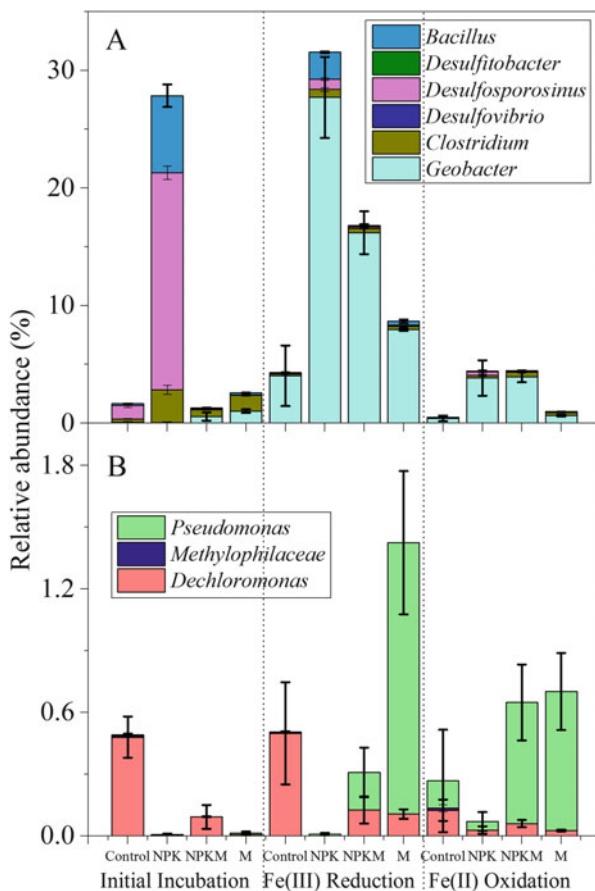 A
Bacillus
Desulfitobacter
Desulfosporosinus
Desulfovibrio
Clostridium
Geobacter
30
20
10
0
Relative abundance (%)
B
Pseudomonas
Methylophilaceae
Dechloromonas
1.8
1.2
0.6
0.0
Control NPK NPKM M Control NPK NPKM M Control NPK NPKM M
Initial Incubation Fe(III) Reduction Fe(II) Oxidation